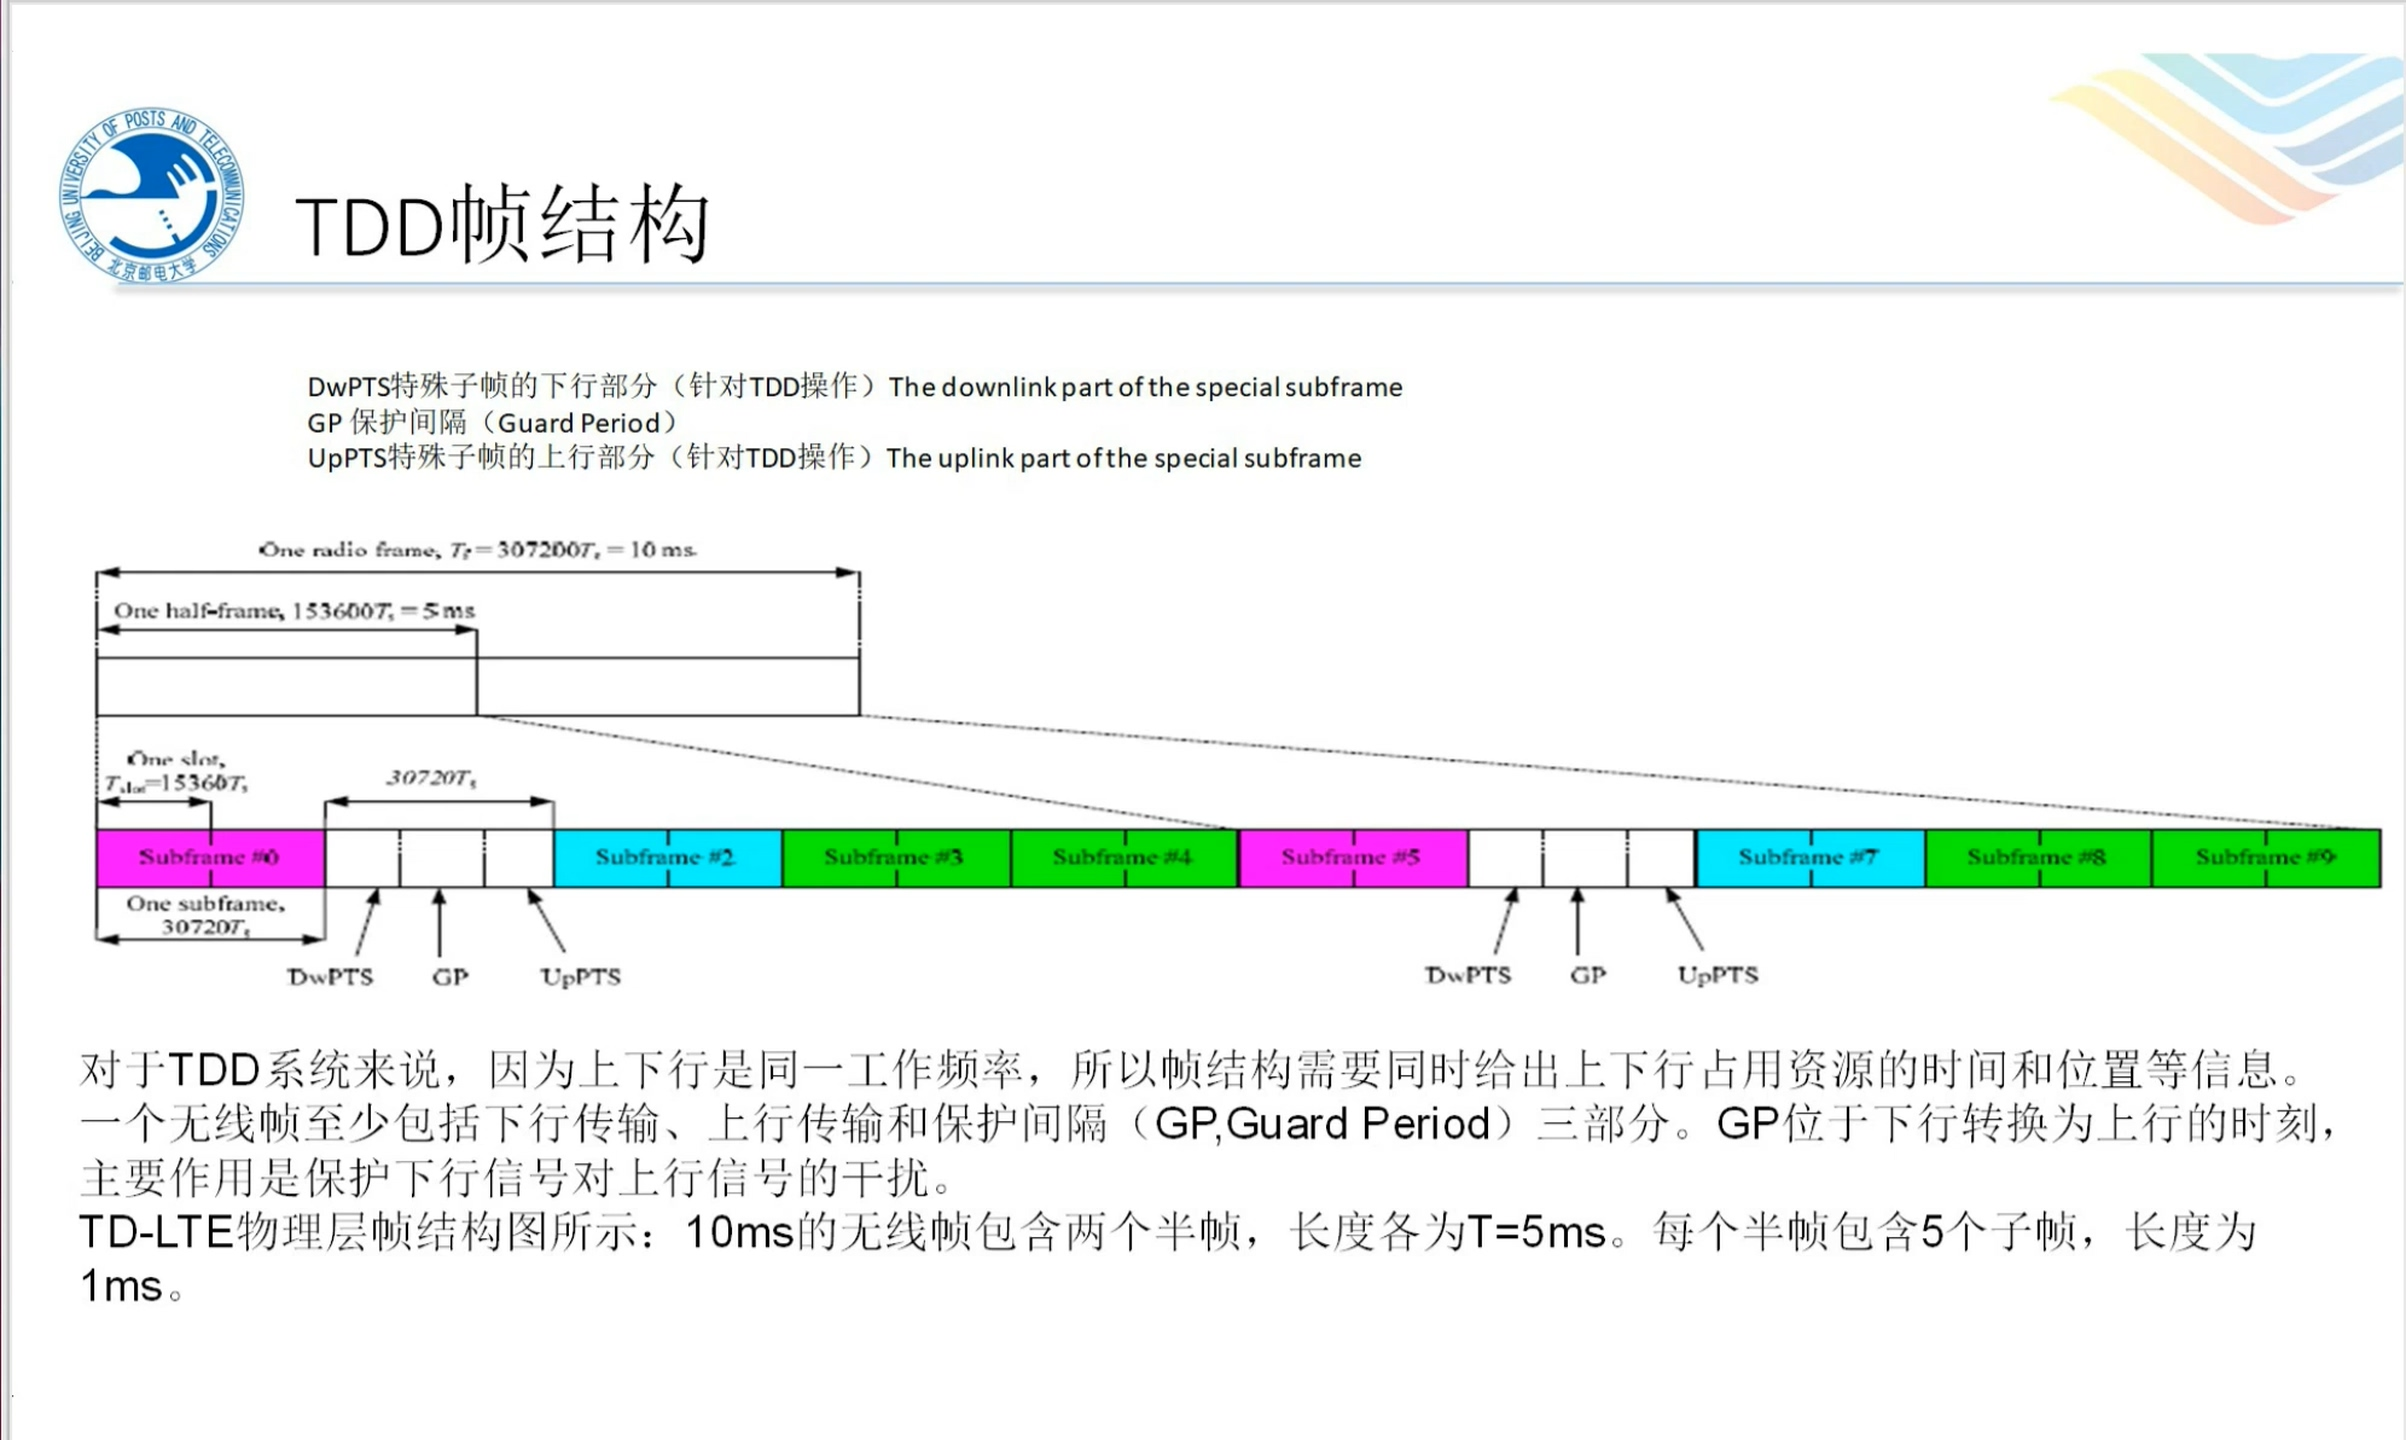 BEIJING UNIVERSITY OF POSTS AND TELECOMMUNICATIONS
北京邮电大学
TDD帧结构
DwPTS特殊子帧的下行部分（针对TDD操作）The downlink part of the special subframe
GP 保护间隔（Guard Period）
UpPTS特殊子帧的上行部分（针对TDD操作）The uplink part of the special subframe
One radio frame, Tf=307200Ts = 10 ms
One half-frame, 153600Ts = 5 ms
One slot,
Tslot=15360Ts
30720Ts
Subframe #0
Subframe #2
Subframe #3
Subframe #4
Subframe #5
Subframe #7
Subframe #8
Subframe #9
One subframe,
30720Ts
DwPTS
GP
UpPTS
DwPTS
GP
UpPTS
对于TDD系统来说，因为上下行是同一工作频率，所以帧结构需要同时给出上下行占用资源的时间和位置等信息。
一个无线帧至少包括下行传输、上行传输和保护间隔（GP,Guard Period）三部分。GP位于下行转换为上行的时刻，
主要作用是保护下行信号对上行信号的干扰。
TD-LTE物理层帧结构图所示：10ms的无线帧包含两个半帧，长度各为T=5ms。每个半帧包含5个子帧，长度为
1ms。